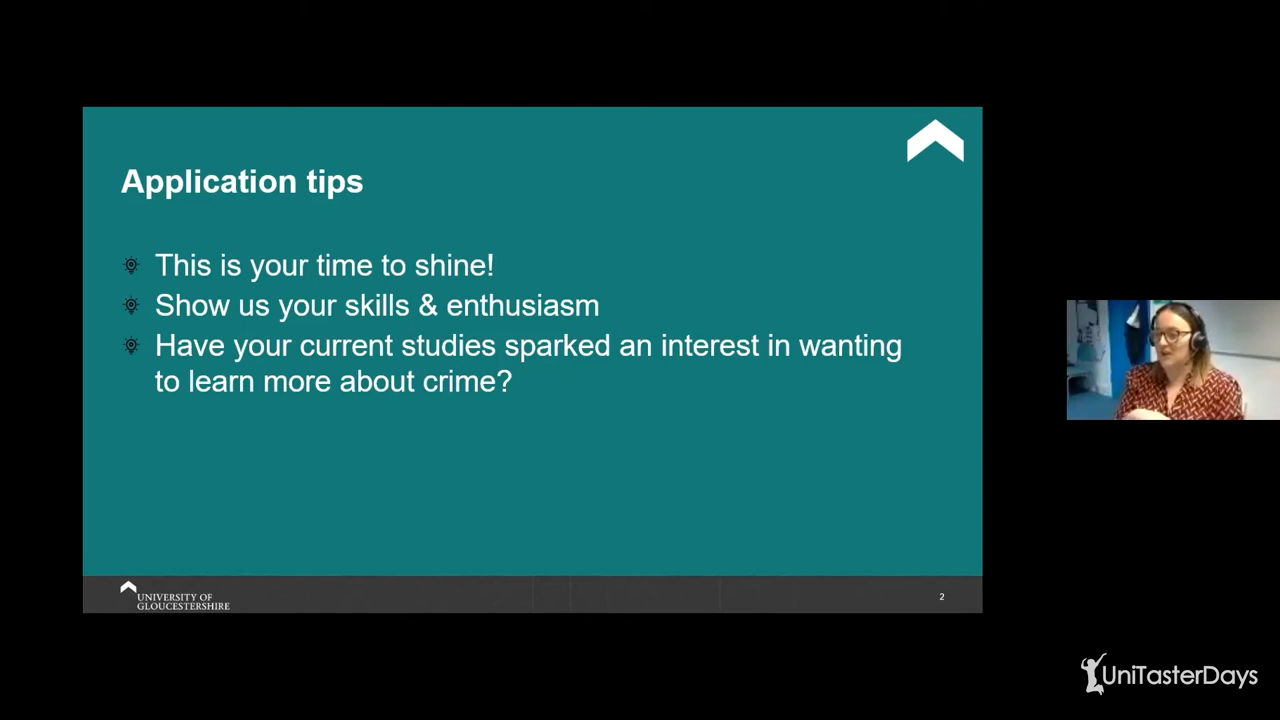 Application tips
This is your time to shine!
Show us your skills & enthusiasm
Have your current studies sparked an interest in wanting
to learn more about crime?
UNIVERSITY OF
GLOUCESTERSHIRE
2
UniTasterDays